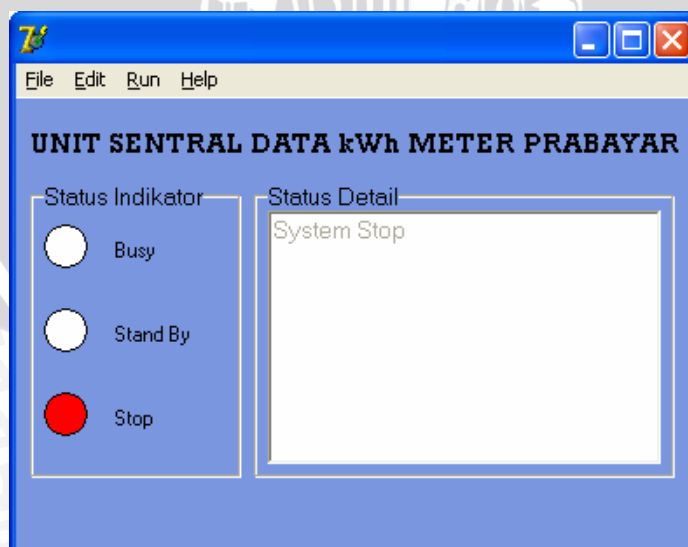 File Edit Run Help
UNIT SENTRAL DATA kWh METER PRABAYAR
Status Indikator
Busy
Stand By
Stop
Status Detail
System Stop